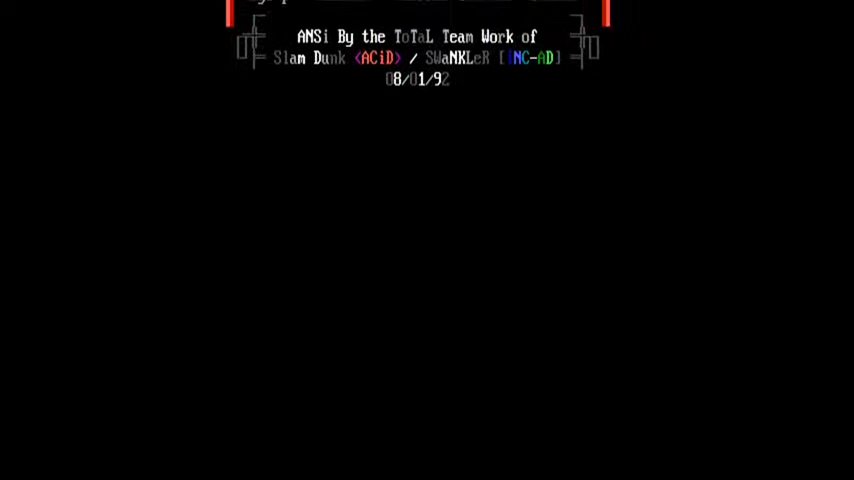 ANSi By the ToTaL Team Work of
Slam Dunk <ACiD> / SWaNKLeR [INC-AD]
08/01/92